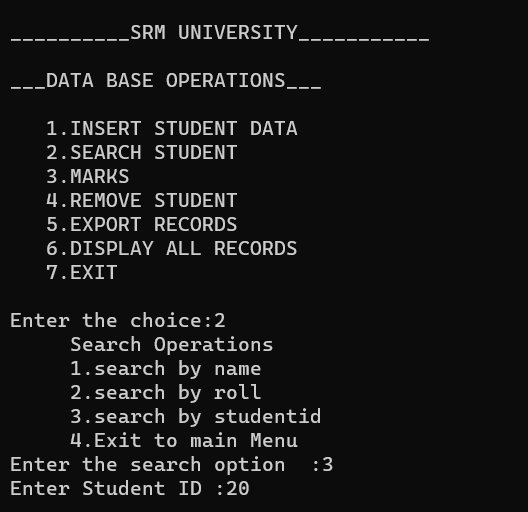 __________SRM UNIVERSITY___________
___DATA BASE OPERATIONS___
1.INSERT STUDENT DATA
2.SEARCH STUDENT
3.MARKS
4.REMOVE STUDENT
5.EXPORT RECORDS
6.DISPLAY ALL RECORDS
7.EXIT
Enter the choice:2
Search Operations
1.search by name
2.search by roll
3.search by studentid
4.Exit to main Menu
Enter the search option  :3
Enter Student ID :20